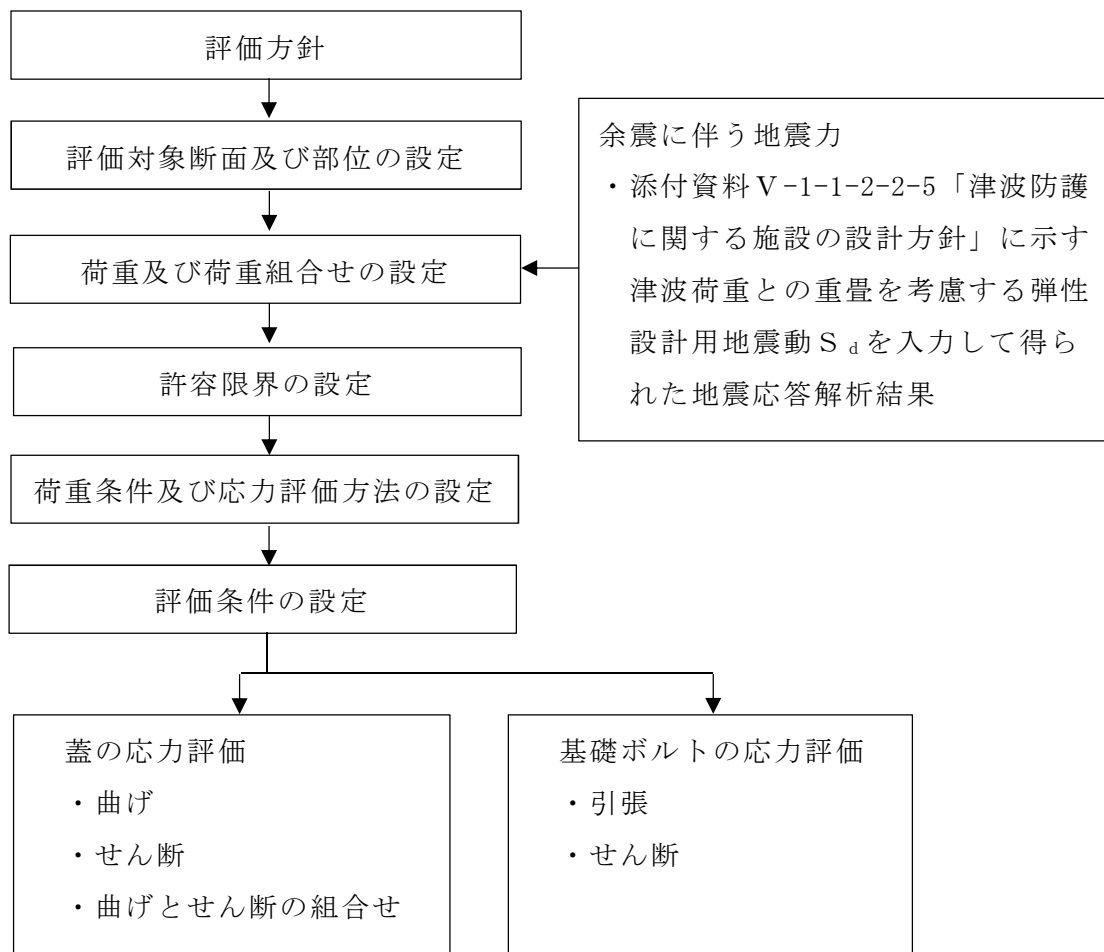 評価方針
評価対象断面及び部位の設定
荷重及び荷重組合せの設定
許容限界の設定
荷重条件及び応力評価方法の設定
評価条件の設定
余震に伴う地震力
・添付資料Ⅴ-1-1-2-2-5「津波防護
に関する施設の設計方針」に示す
津波荷重との重畳を考慮する弾性
設計用地震動Ｓｄを入力して得ら
れた地震応答解析結果
蓋の応力評価
・曲げ
・せん断
・曲げとせん断の組合せ
基礎ボルトの応力評価
・引張
・せん断